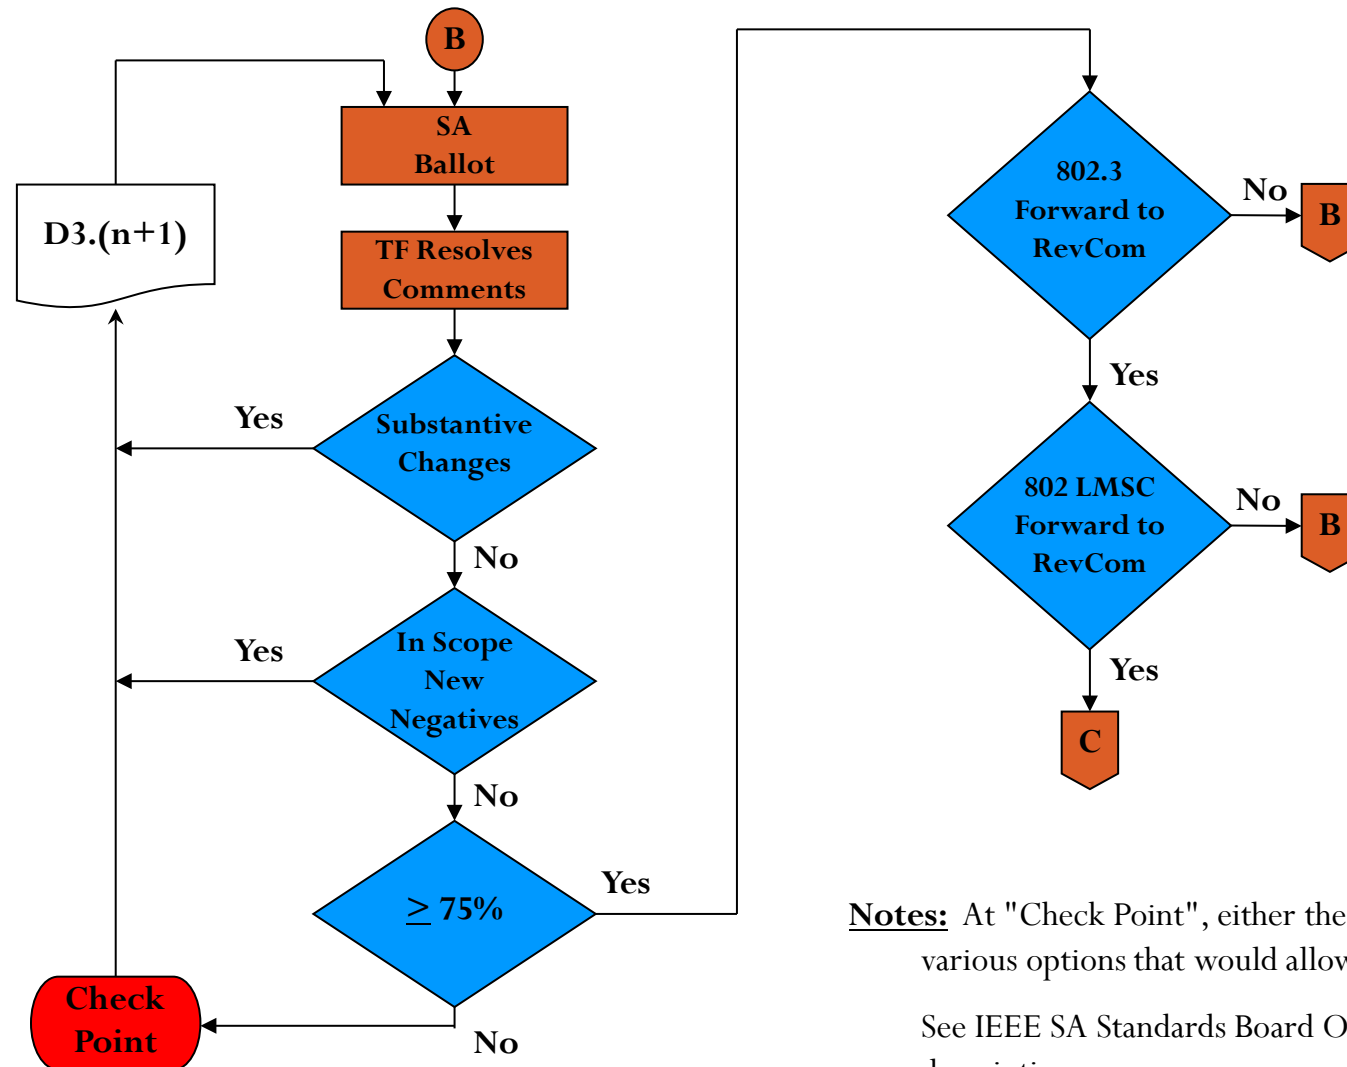 B
SA
Ballot
D3.(n+1)
TF Resolves
Comments
Substantive
Changes
Yes
No
In Scope
New
Negatives
Yes
No
≥ 75%
Yes
No
Check
Point
802.3
Forward to
RevCom
No
B
Yes
802 LMSC
Forward to
RevCom
No
B
Yes
C
Notes: At "Check Point", either the
various options that would allow
See IEEE SA Standards Board O